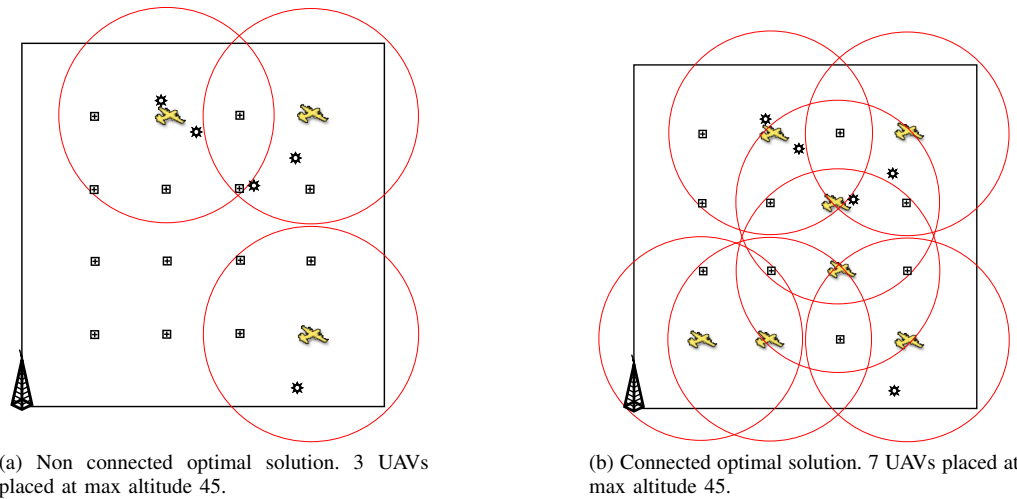 (a) Non connected optimal solution. 3 UAVs
placed at max altitude 45.
(b) Connected optimal solution. 7 UAVs placed at
max altitude 45.